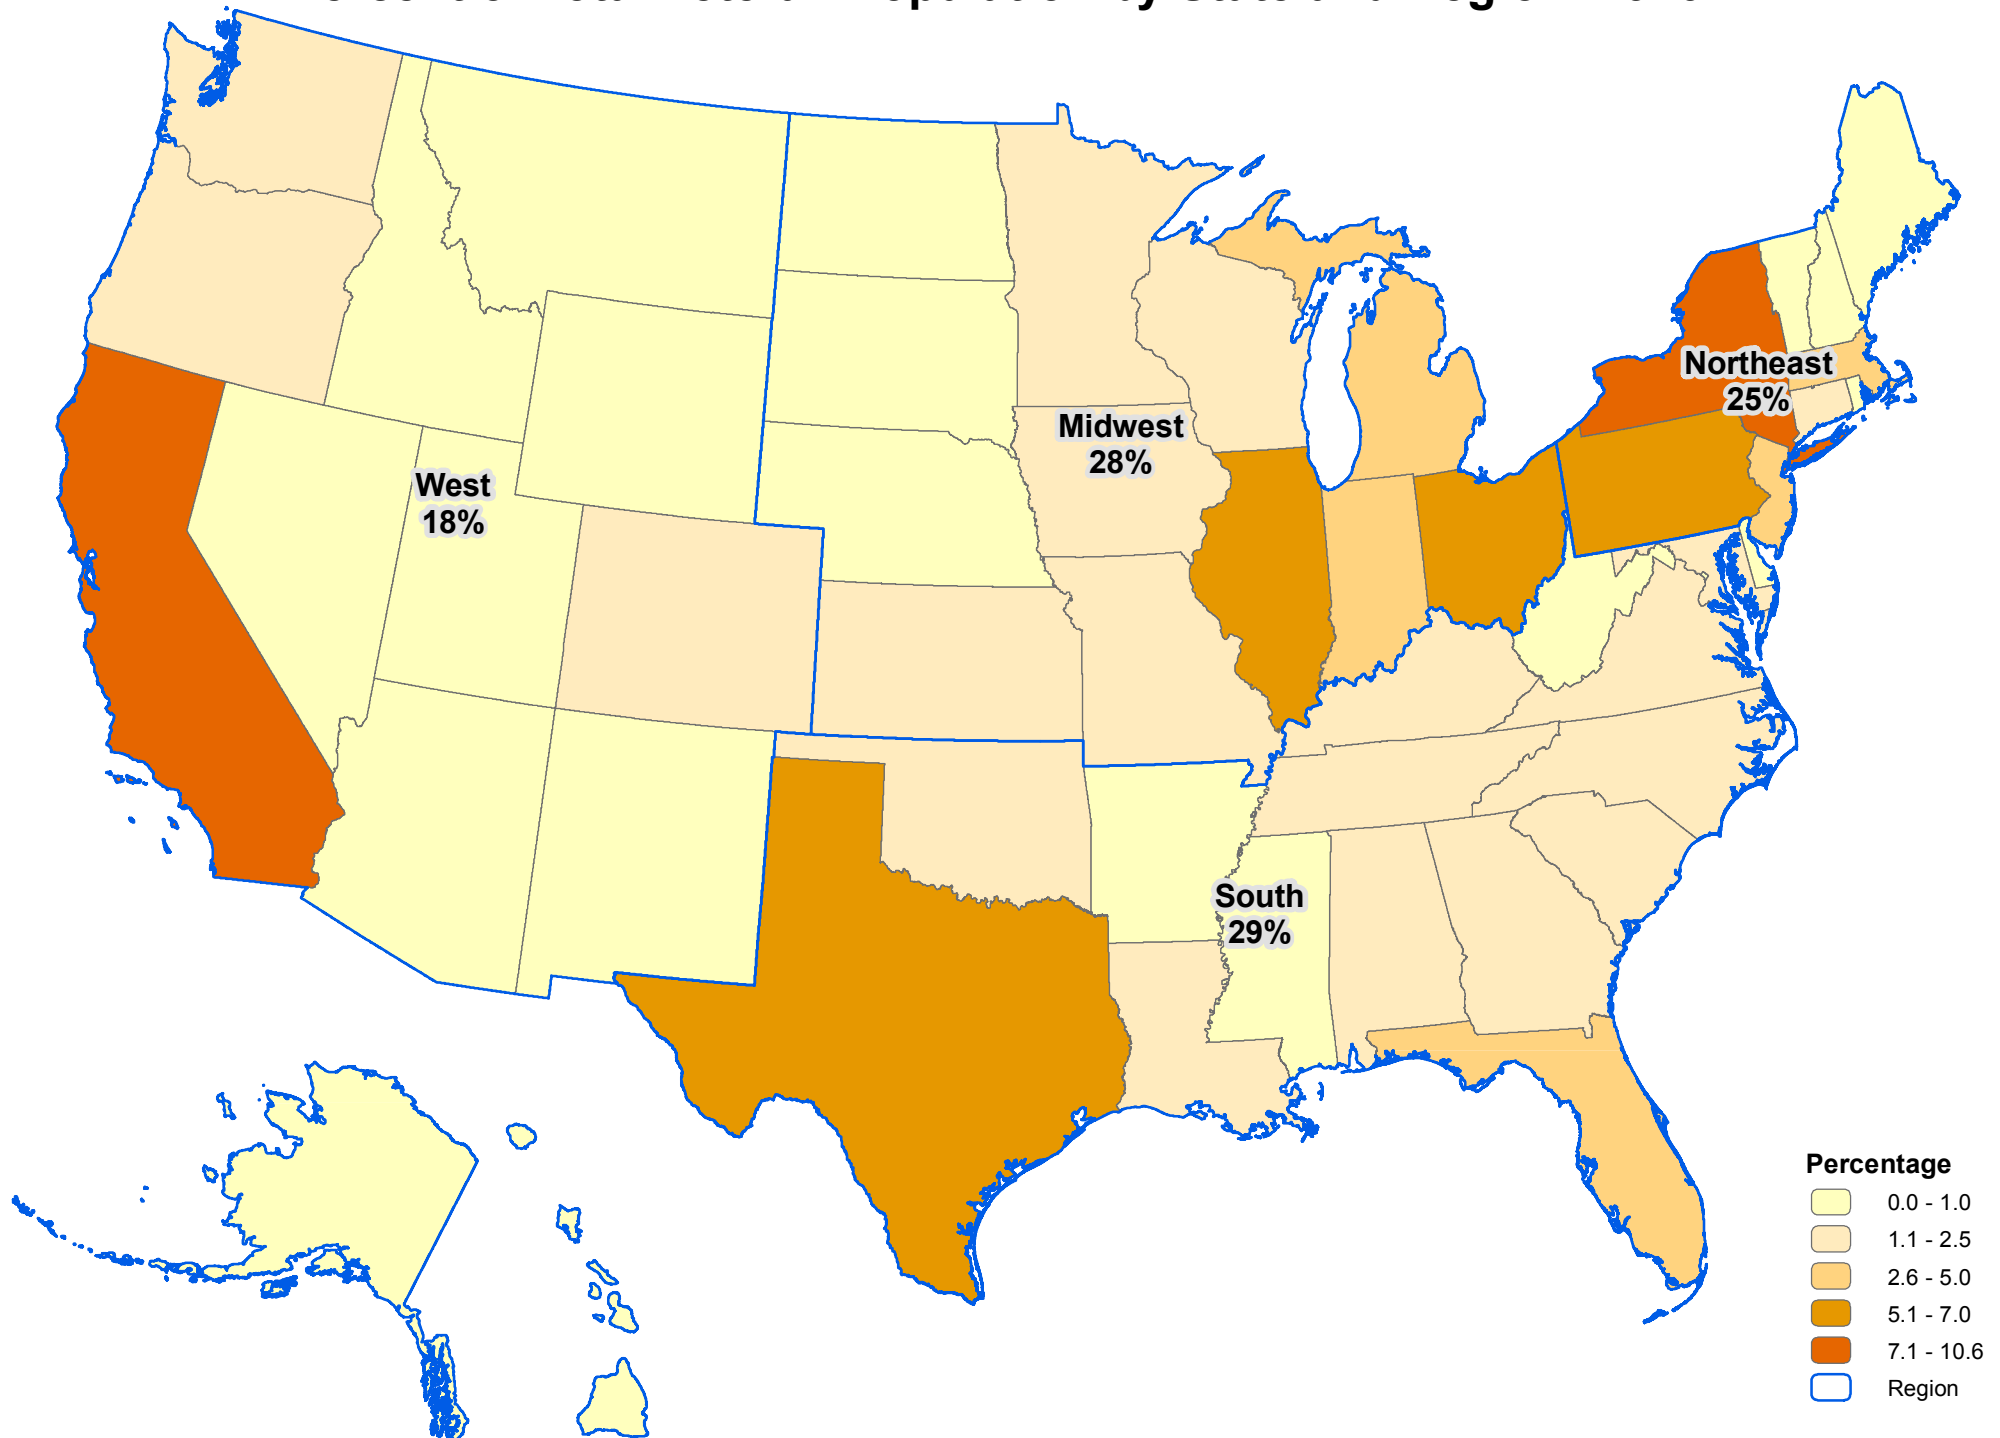 Northeast
25%
Midwest
28%
West
18%
South
29%
Percentage
0.0 - 1.0
1.1 - 2.5
2.6 - 5.0
5.1 - 7.0
7.1 - 10.6
Region